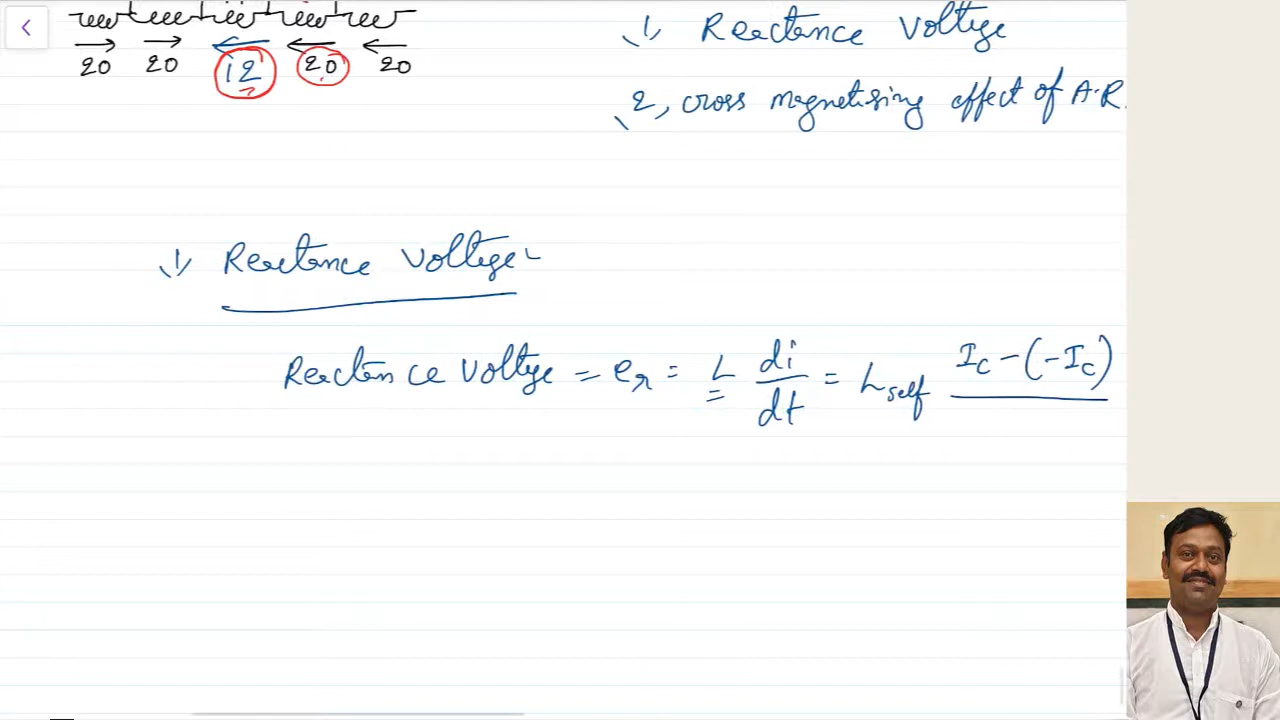 20 20 12 20 20
1) Reactance Voltage
2, cross magnetising effect of A.R.
1) Reactance Voltage-
Reactance Voltge = er = L di/dt = Lself Ic-(-Ic)